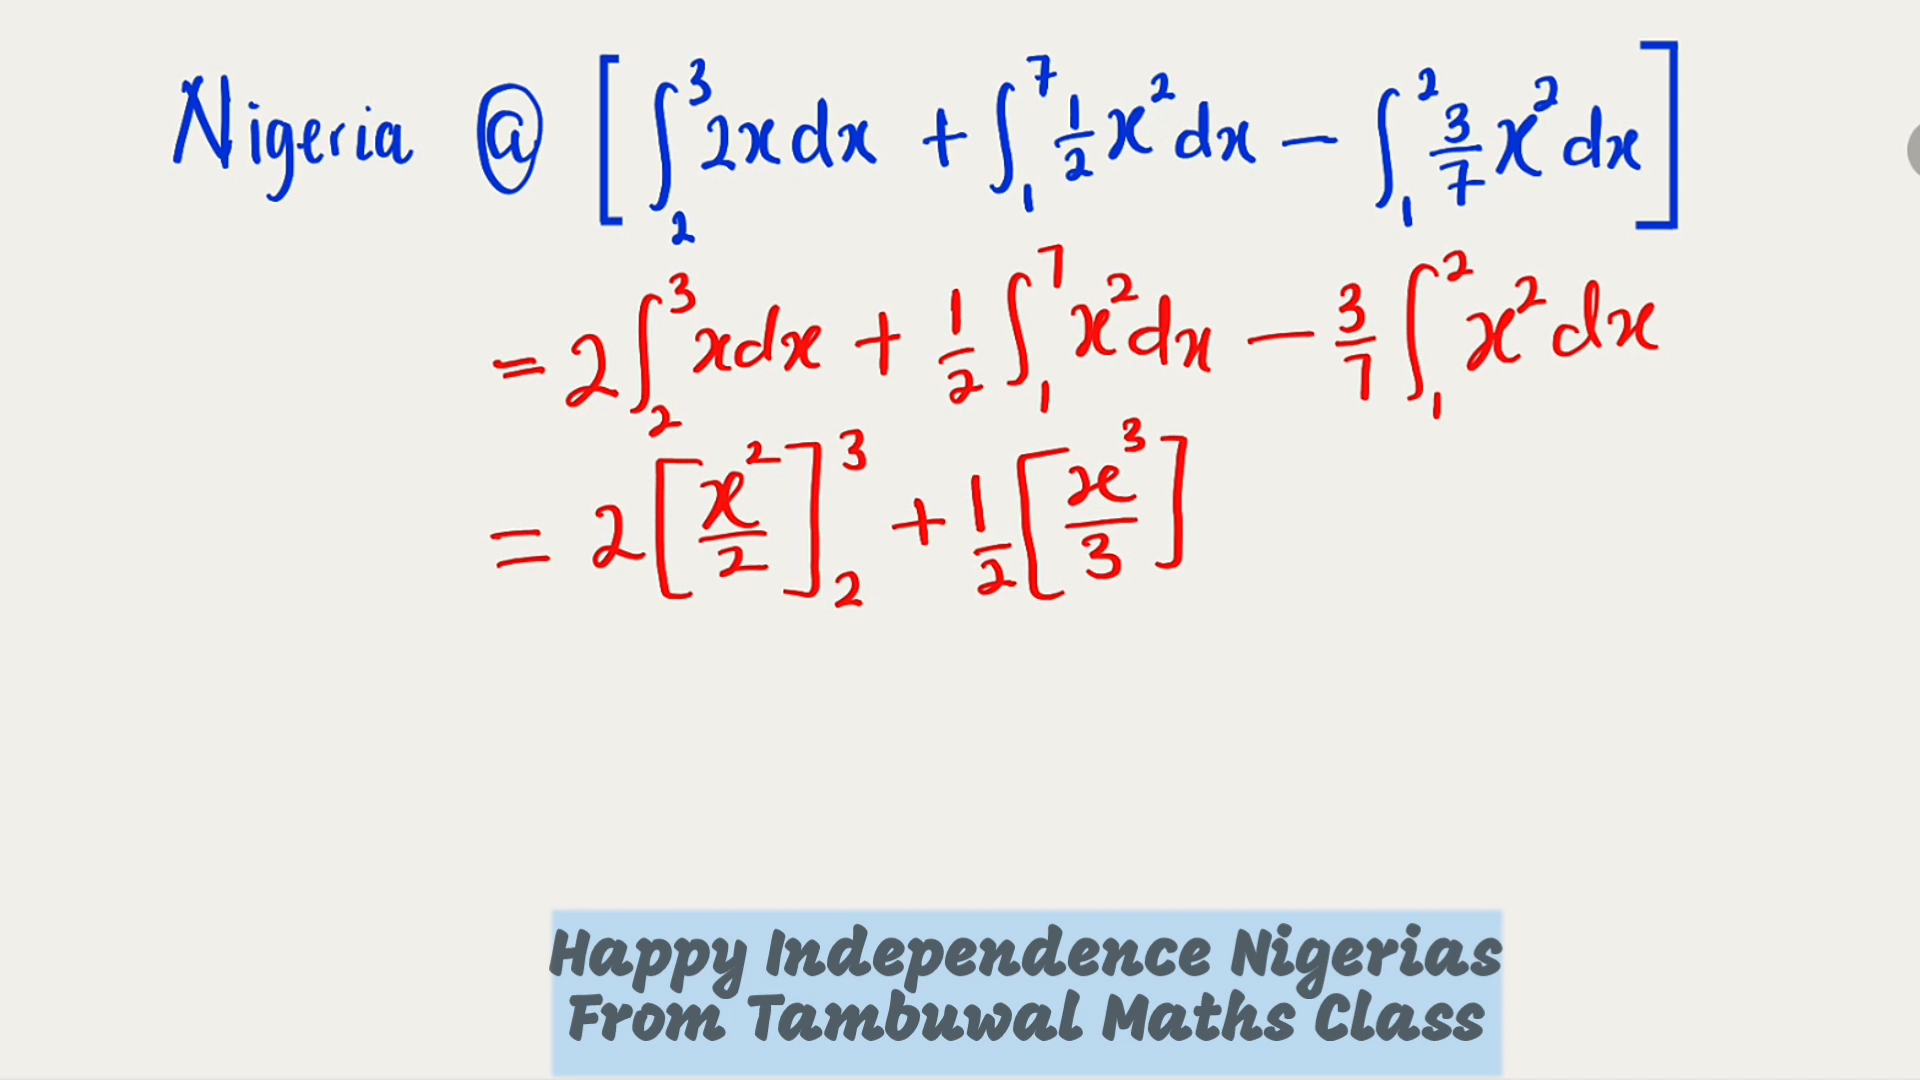 Nigeria @ [∫₂³ 2x dx + ∫₁⁷ ½ x² dx − ∫₁² 3/7 x² dx]
= 2 ∫₂³ x dx + ½ ∫₁⁷ x² dx − 3/7 ∫₁² x² dx
= 2 [x²/2]₂³ + ½ [x³/3]
Happy Independence Nigerias
From Tambuwal Maths Class